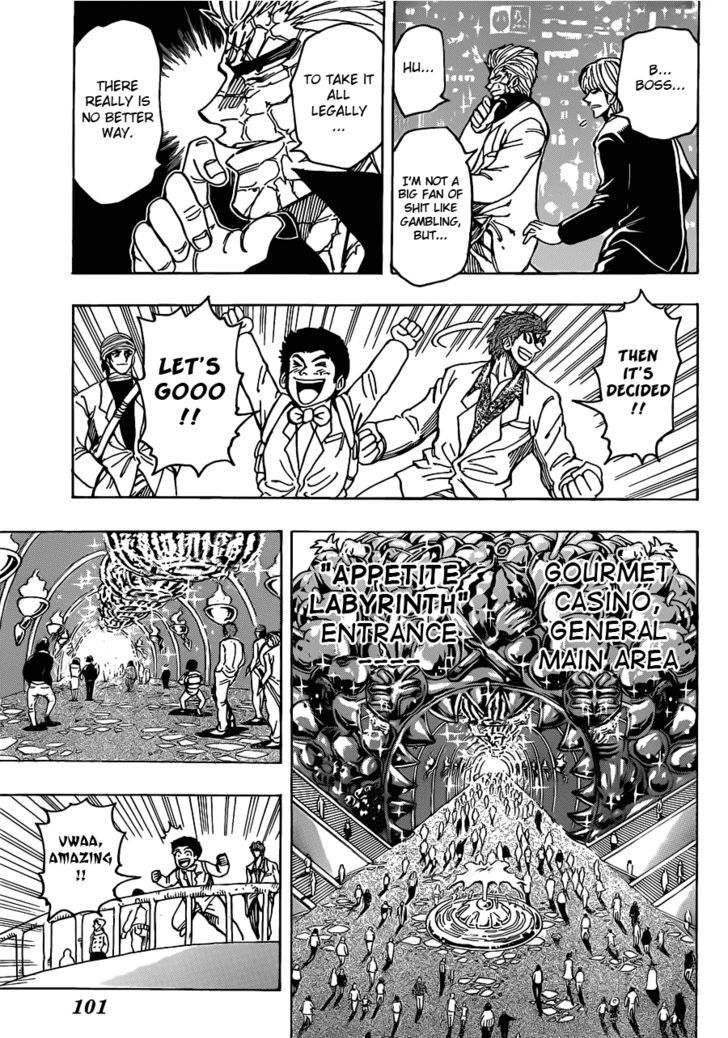 B...
BOSS...
HU...
I'M NOT A
BIG FAN OF
SHIT LIKE
GAMBLING,
BUT...
TO TAKE IT
ALL
LEGALLY
...
THERE
REALLY IS
NO BETTER
WAY.
THEN
IT'S
DECIDED
!!
LET'S
GOOO
!!
GOURMET
CASINO,
GENERAL
MAIN AREA
"APPETITE
LABYRINTH"
ENTRANCE
----
VWAA,
AMAZING
!!
101